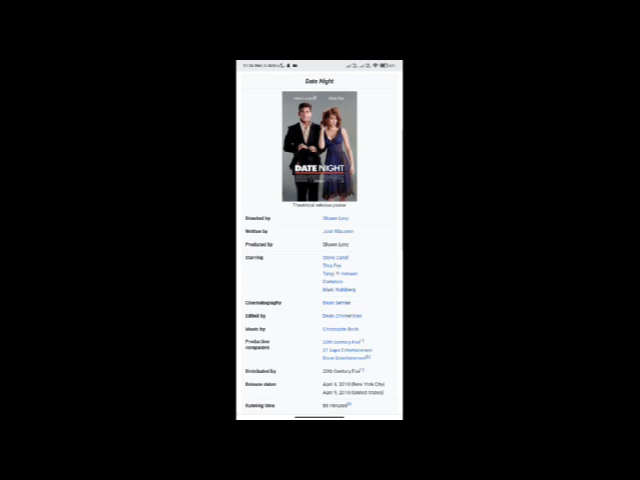 Date Night
DATE NIGHT
Theatrical release poster
Directed by Shawn Levy
Written by Josh Klausner
Produced by Shawn Levy
Starring Steve Carell
Tina Fey
Taraji P. Henson
Common
Mark Wahlberg
Cinematography Dean Semler
Edited by Dean Zimmerman
Music by Christophe Beck
Production companies 20th Century Fox
21 Laps Entertainment
Distributed by 20th Century Fox
Release dates April 6, 2010 (New York City)
April 9, 2010 (United States)
Running time 88 minutes